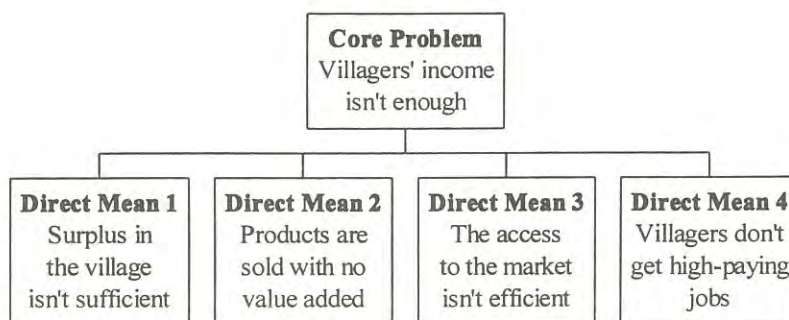 Core Problem
Villagers' income
isn't enough
Direct Mean 1
Surplus in
the village
isn't sufficient
Direct Mean 2
Products are
sold with no
value added
Direct Mean 3
The access
to the market
isn't efficient
Direct Mean 4
Villagers don't
get high-paying
jobs